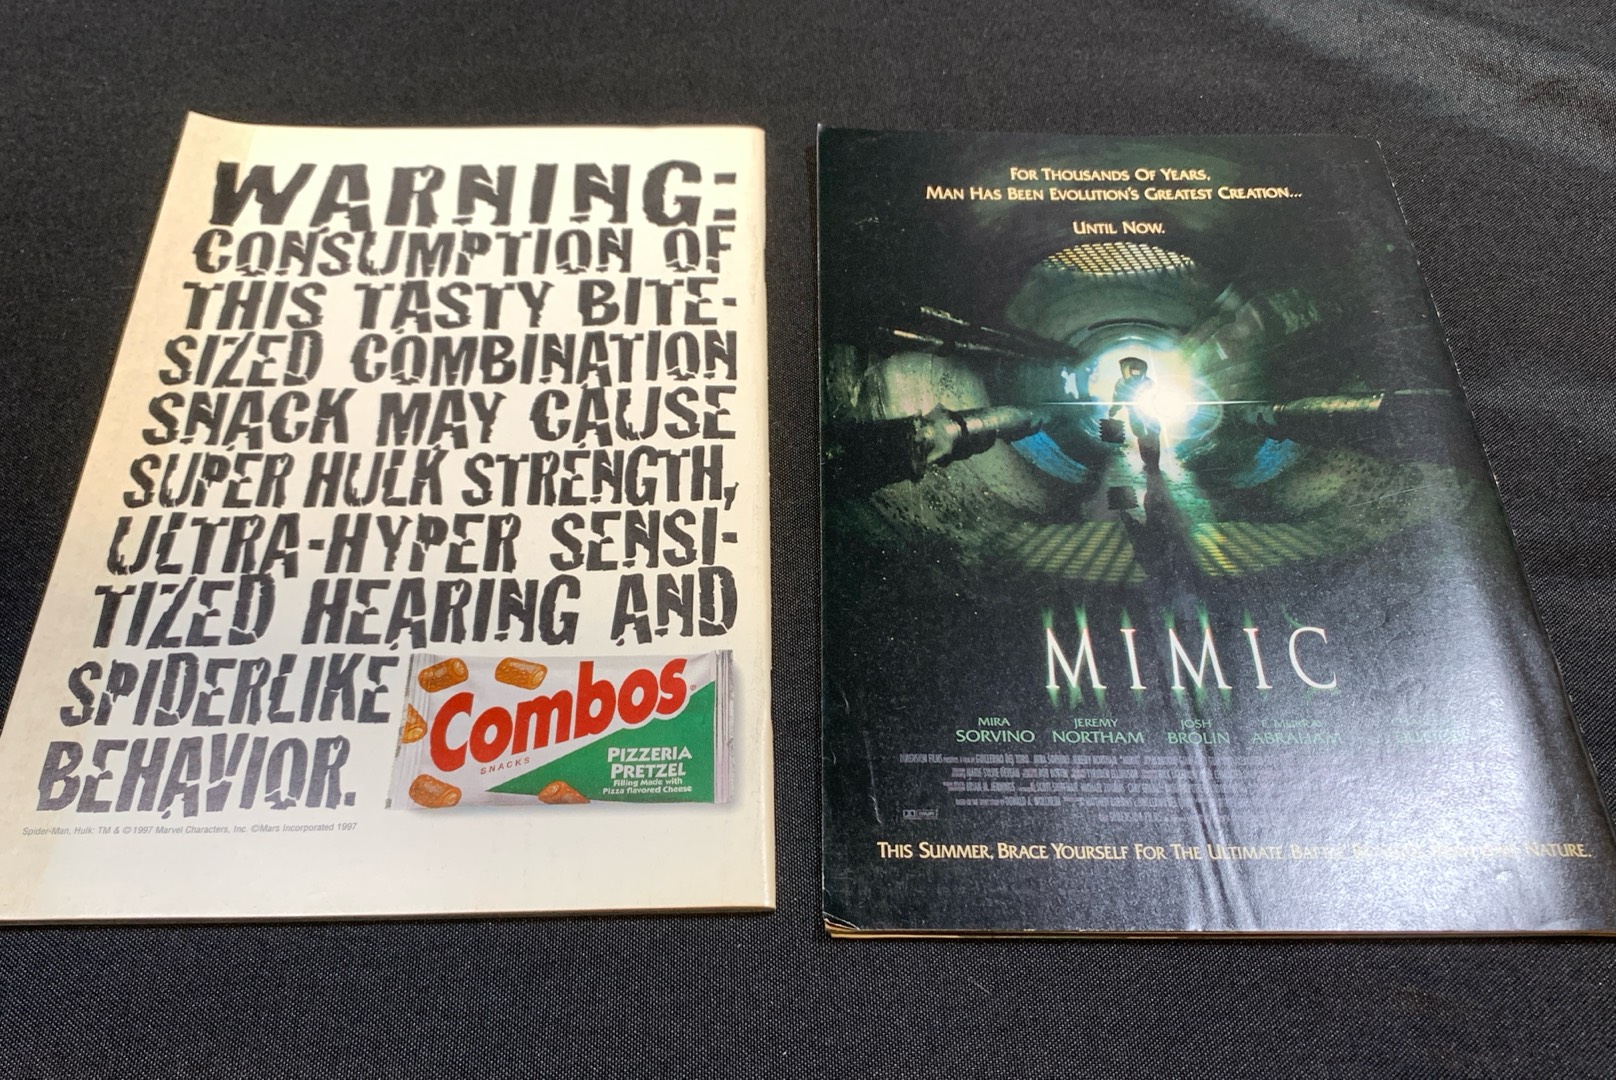 WARNING:
CONSUMPTION OF
THIS TASTY BITE-
SIZED COMBINATION
SNACK MAY CAUSE
SUPER HULK STRENGTH,
ULTRA-HYPER SENSI-
TIZED HEARING AND
SPIDERLIKE
BEHAVIOR.
Combos®
SNACKS
PIZZERIA
PRETZEL
Filling Made with
Pizza flavored Cheese
Spider-Man, Hulk: TM & ©1997 Marvel Characters, Inc. ©Mars Incorporated 1997
FOR THOUSANDS OF YEARS,
MAN HAS BEEN EVOLUTION'S GREATEST CREATION...
UNTIL NOW.
MIMIC
MIRA SORVINO
JEREMY NORTHAM
JOSH BROLIN
F. MURRAY ABRAHAM
THIS SUMMER, BRACE YOURSELF FOR THE ULTIMATE NATURE.